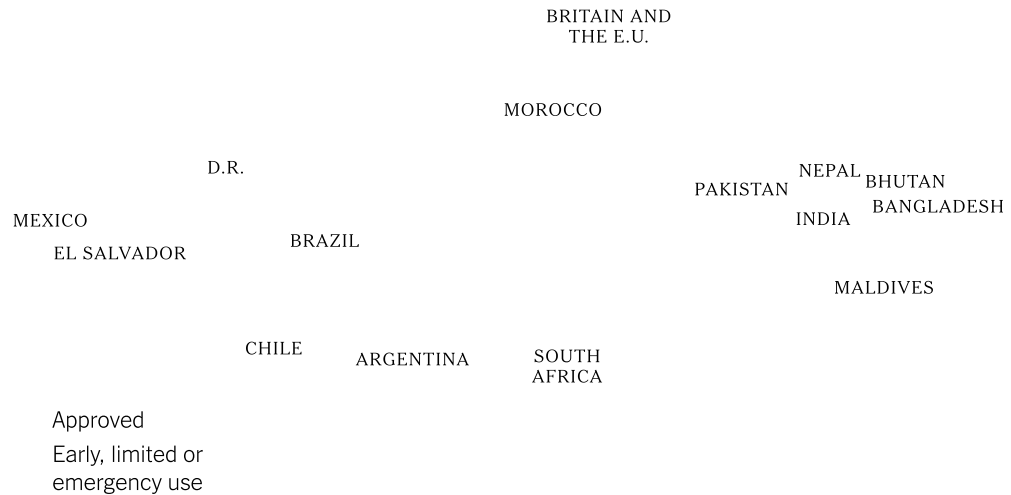 BRITAIN AND
THE E.U.
MOROCCO
D.R.
NEPAL
BHUTAN
PAKISTAN
BANGLADESH
MEXICO
INDIA
BRAZIL
EL SALVADOR
MALDIVES
CHILE
ARGENTINA
SOUTH
AFRICA
Approved
Early, limited or
emergency use